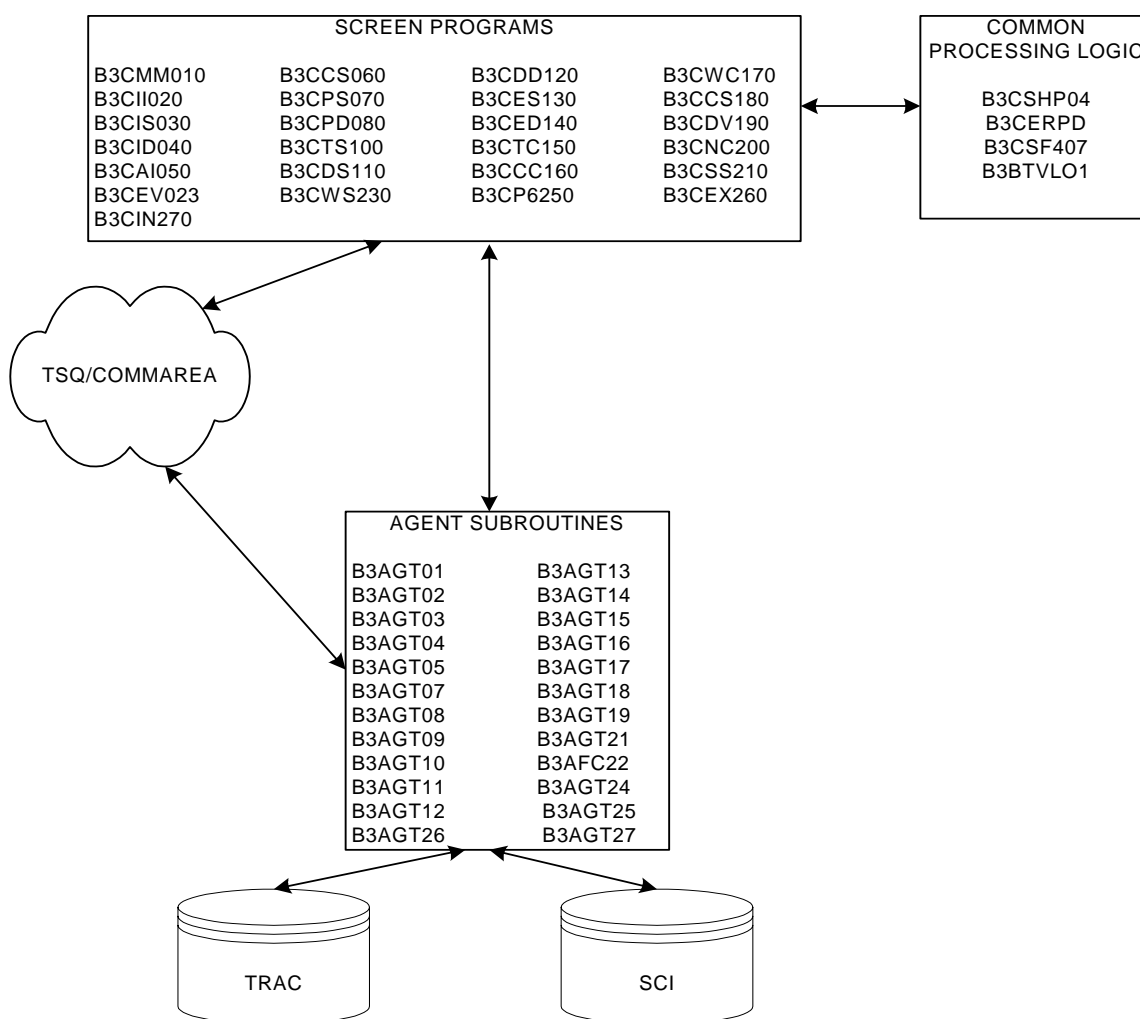 SCREEN PROGRAMS
B3CMM010 B3CCS060 B3CDD120 B3CWC170
B3CII020 B3CPS070 B3CES130 B3CCS180
B3CIS030 B3CPD080 B3CED140 B3CDV190
B3CID040 B3CTS100 B3CTC150 B3CNC200
B3CAI050 B3CDS110 B3CCC160 B3CSS210
B3CEV023 B3CWS230 B3CP6250 B3CEX260
B3CIN270
COMMON
PROCESSING LOGIC
B3CSHP04
B3CERPD
B3CSF407
B3BTVLO1
TSQ/COMMAREA
AGENT SUBROUTINES
B3AGT01 B3AGT13
B3AGT02 B3AGT14
B3AGT03 B3AGT15
B3AGT04 B3AGT16
B3AGT05 B3AGT17
B3AGT07 B3AGT18
B3AGT08 B3AGT19
B3AGT09 B3AGT21
B3AGT10 B3AFC22
B3AGT11 B3AGT24
B3AGT12 B3AGT25
B3AGT26 B3AGT27
TRAC
SCI